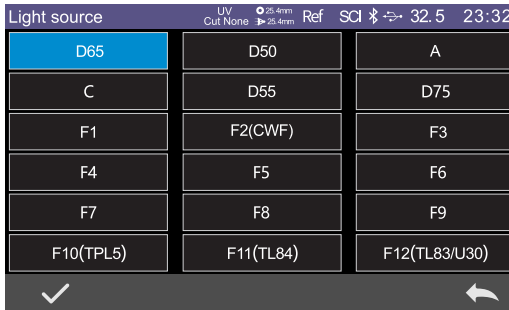 Light source UV Cut None 25.4mm 25.4mm Ref SCI 32.5 23:32
D65 D50 A
C D55 D75
F1 F2(CWF) F3
F4 F5 F6
F7 F8 F9
F10(TPL5) F11(TL84) F12(TL83/U30)